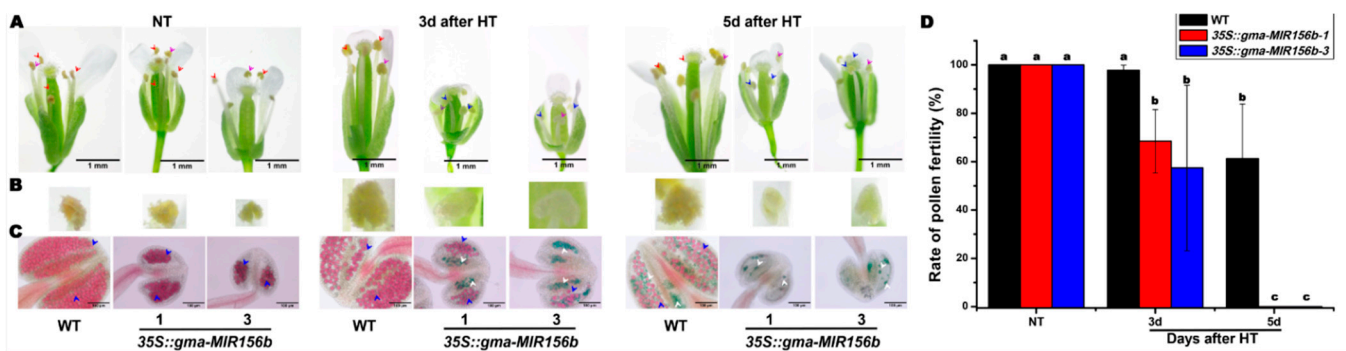 A
NT
3d after HT
5d after HT
1 mm
1 mm
1 mm
1 mm
1 mm
1 mm
1 mm
1 mm
1 mm
B
C
WT
1
3
35S::gma-MIR156b
WT
1
3
35S::gma-MIR156b
WT
1
3
35S::gma-MIR156b
D
WT
35S::gma-MIR156b-1
35S::gma-MIR156b-3
Rate of pollen fertility (%)
100
80
60
40
20
0
a a a
a
b
b
b
c c
NT
3d
5d
Days after HT